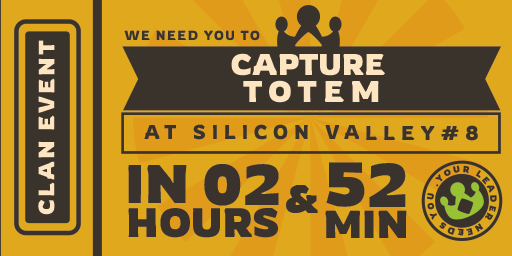 CLAN EVENT
WE NEED YOU TO
CAPTURE
TOTEM
AT SILICON VALLEY#8
IN 02
HOURS
&
52
MIN
YOUR LEADER NEEDS YOU